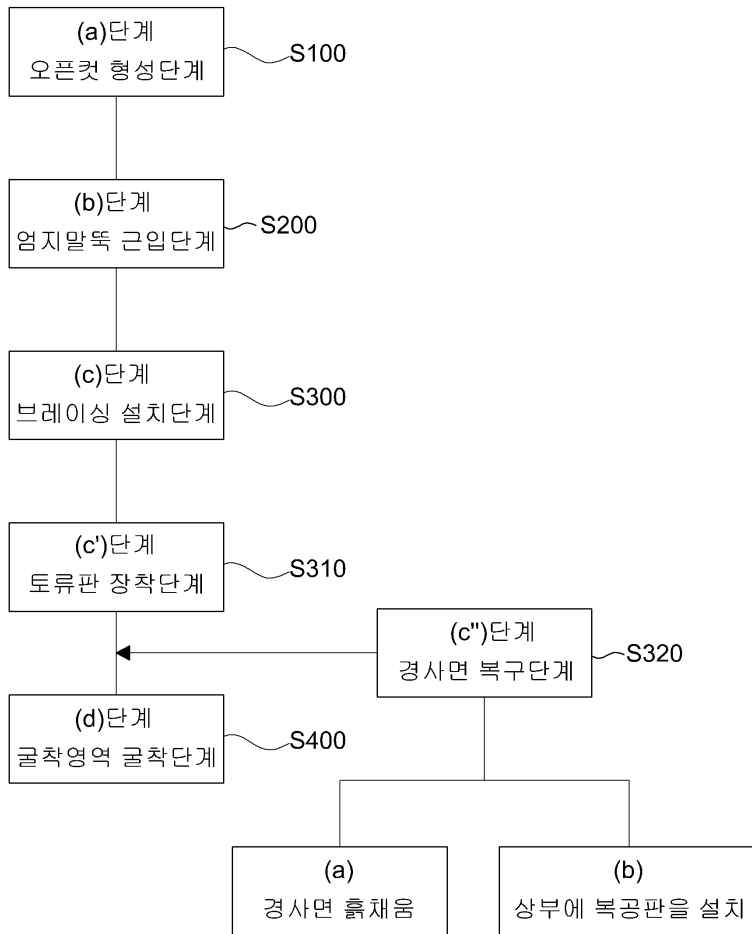 (a)단계
오픈컷 형성단계
S100
(b)단계
엄지말뚝 근입단계
S200
(c)단계
브레이싱 설치단계
S300
(c')단계
토류판 장착단계
S310
(c'')단계
경사면 복구단계
S320
(d)단계
굴착영역 굴착단계
S400
(a)
경사면 흙채움
(b)
상부에 복공판을 설치